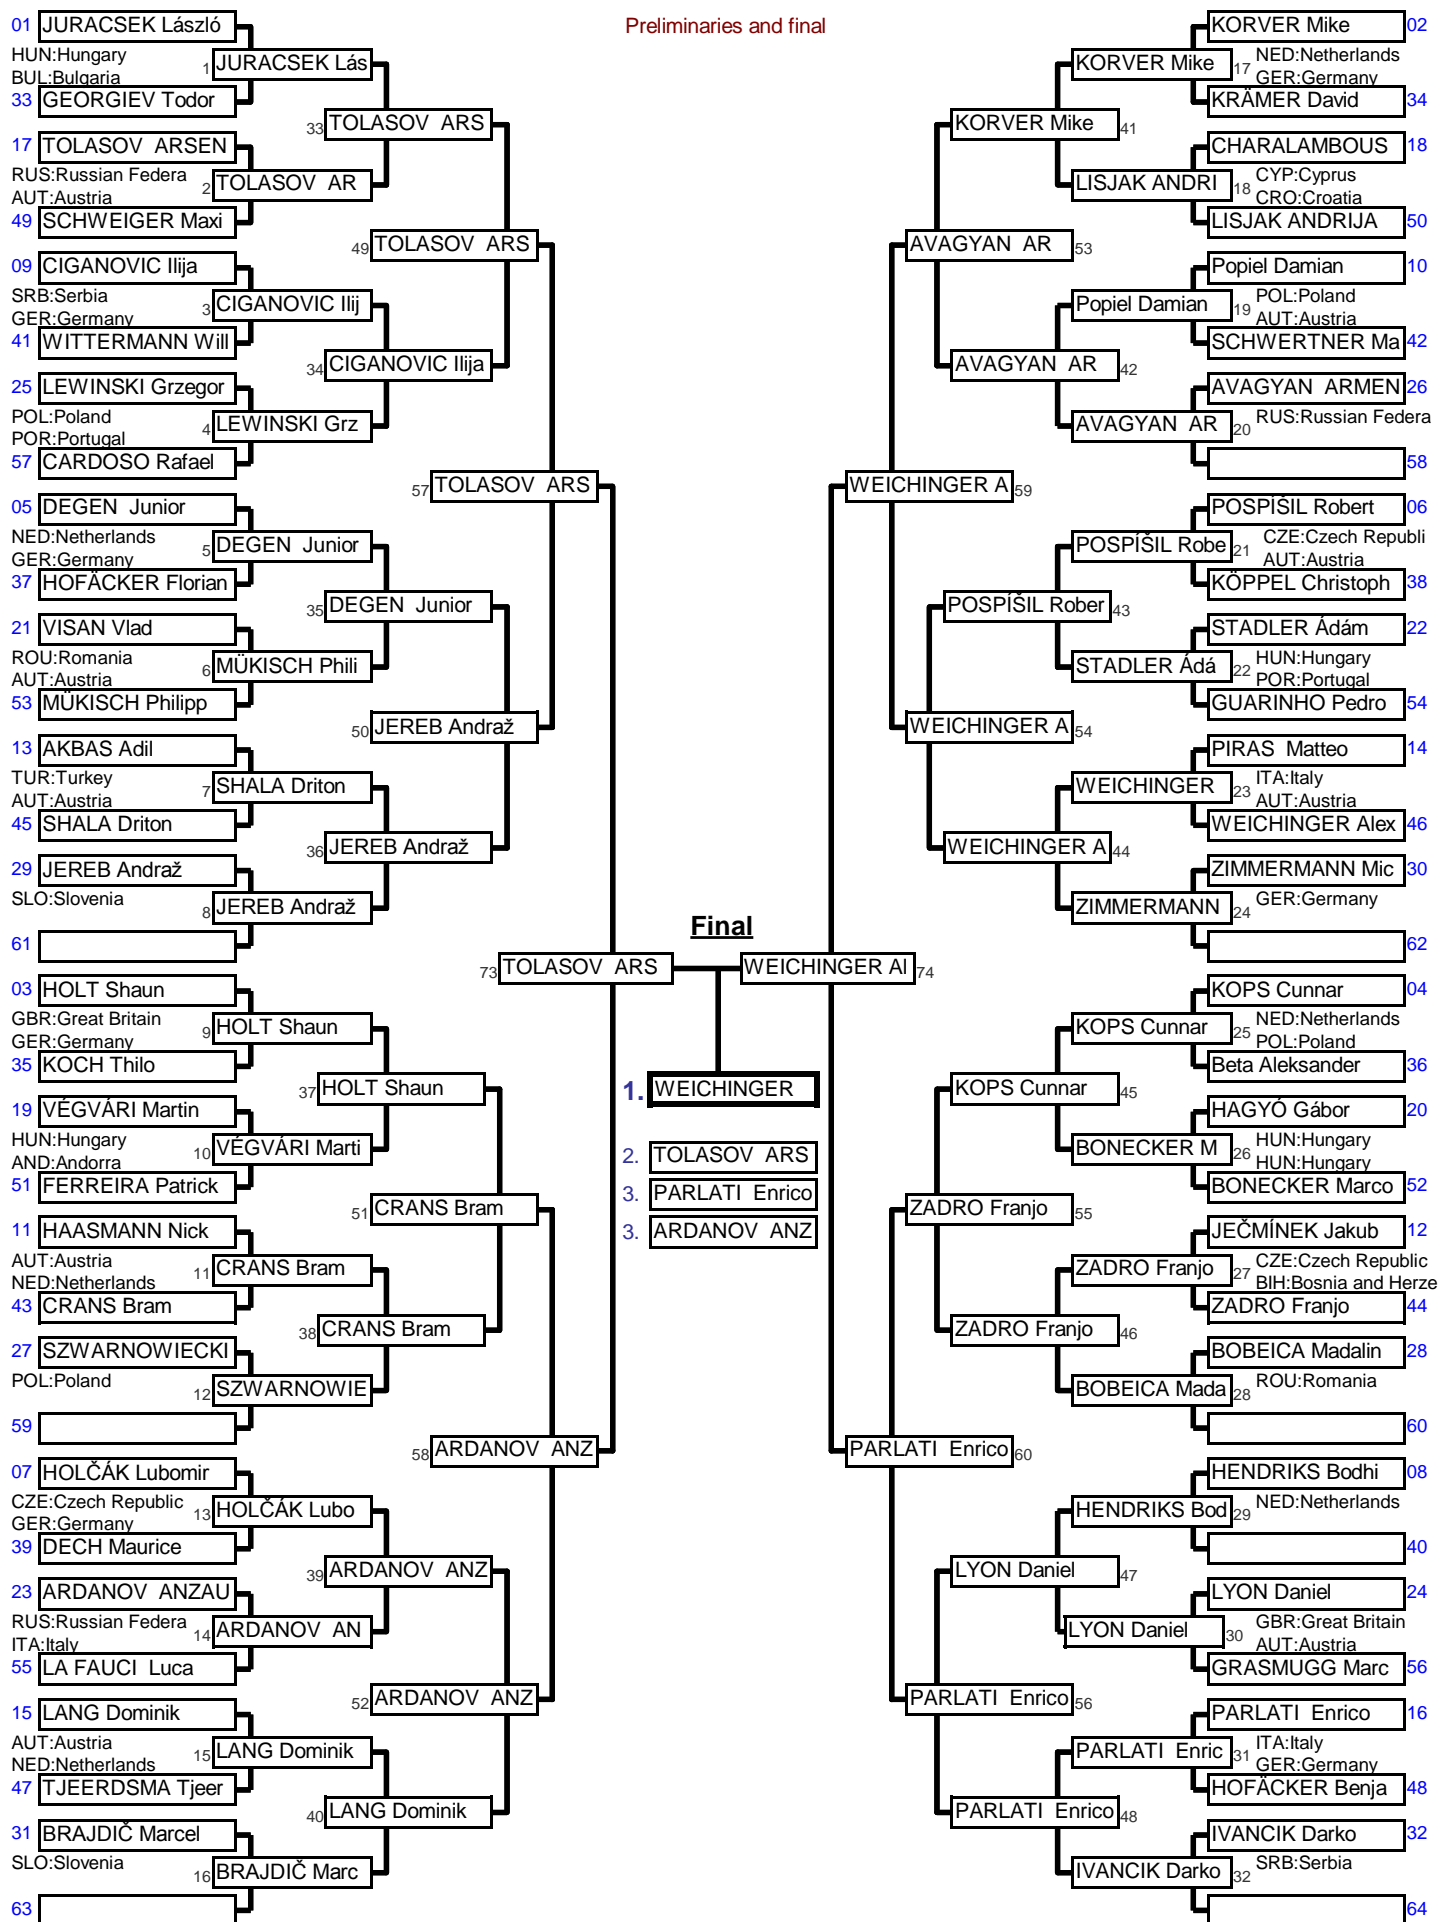 Preliminaries and final
01 JURACSEK László
HUN:Hungary
BUL:Bulgaria
33 GEORGIEV Todor
17 TOLASOV ARSEN
RUS:Russian Federa
AUT:Austria
49 SCHWEIGER Maxi
09 CIGANOVIC Ilija
SRB:Serbia
GER:Germany
41 WITTERMANN Will
25 LEWINSKI Grzegor
POL:Poland
POR:Portugal
57 CARDOSO Rafael
05 DEGEN Junior
NED:Netherlands
GER:Germany
37 HOFÄCKER Florian
21 VISAN Vlad
ROU:Romania
AUT:Austria
53 MÜKISCH Philipp
13 AKBAS Adil
TUR:Turkey
AUT:Austria
45 SHALA Driton
29 JEREB Andraž
SLO:Slovenia
61
03 HOLT Shaun
GBR:Great Britain
GER:Germany
35 KOCH Thilo
19 VÉGVÁRI Martin
HUN:Hungary
AND:Andorra
51 FERREIRA Patrick
11 HAASMANN Nick
AUT:Austria
NED:Netherlands
43 CRANS Bram
27 SZWARNOWIECKI
POL:Poland
59
07 HOLČÁK Lubomir
CZE:Czech Republic
GER:Germany
39 DECH Maurice
23 ARDANOV ANZAU
RUS:Russian Federa
ITA:Italy
55 LA FAUCI Luca
15 LANG Dominik
AUT:Austria
NED:Netherlands
47 TJEERDSMA Tjeer
31 BRAJDIČ Marcel
SLO:Slovenia
63
1 JURACSEK Lás
2 TOLASOV AR
3 CIGANOVIC Ilij
4 LEWINSKI Grz
5 DEGEN Junior
6 MÜKISCH Phili
7 SHALA Driton
8 JEREB Andraž
9 HOLT Shaun
10 VÉGVÁRI Marti
11 CRANS Bram
12 SZWARNOWIE
13 HOLČÁK Lubo
14 ARDANOV AN
15 LANG Dominik
16 BRAJDIČ Marc
33 TOLASOV ARS
34 CIGANOVIC Ilija
35 DEGEN Junior
36 JEREB Andraž
37 HOLT Shaun
38 CRANS Bram
39 ARDANOV ANZ
40 LANG Dominik
49 TOLASOV ARS
50 JEREB Andraž
51 CRANS Bram
52 ARDANOV ANZ
57 TOLASOV ARS
58 ARDANOV ANZ
Final
73 TOLASOV ARS
WEICHINGER Al 74
1. WEICHINGER
2. TOLASOV ARS
3. PARLATI Enrico
3. ARDANOV ANZ
WEICHINGER A 59
PARLATI Enrico 60
AVAGYAN AR 53
WEICHINGER A 54
ZADRO Franjo 55
PARLATI Enrico 56
KORVER Mike 41
AVAGYAN AR 42
POSPÍŠIL Rober 43
WEICHINGER A 44
KOPS Cunnar 45
ZADRO Franjo 46
LYON Daniel 47
PARLATI Enrico 48
KORVER Mike 17
LISJAK ANDRI 18
Popiel Damian 19
AVAGYAN AR 20
POSPÍŠIL Robe 21
STADLER Ádá 22
WEICHINGER 23
ZIMMERMANN 24
KOPS Cunnar 25
BONECKER M 26
ZADRO Franjo 27
BOBEICA Mada 28
HENDRIKS Bod 29
LYON Daniel 30
PARLATI Enric 31
IVANCIK Darko 32
KORVER Mike 02
NED:Netherlands
GER:Germany
KRÄMER David 34
CHARALAMBOUS 18
CYP:Cyprus
CRO:Croatia
LISJAK ANDRIJA 50
Popiel Damian 10
POL:Poland
AUT:Austria
SCHWERTNER Ma 42
AVAGYAN ARMEN 26
RUS:Russian Federa
58
POSPÍŠIL Robert 06
CZE:Czech Republi
AUT:Austria
KÖPPEL Christoph 38
STADLER Ádám 22
HUN:Hungary
POR:Portugal
GUARINHO Pedro 54
PIRAS Matteo 14
ITA:Italy
AUT:Austria
WEICHINGER Alex 46
ZIMMERMANN Mic 30
GER:Germany
62
KOPS Cunnar 04
NED:Netherlands
POL:Poland
Beta Aleksander 36
HAGYÓ Gábor 20
HUN:Hungary
HUN:Hungary
BONECKER Marco 52
JEČMÍNEK Jakub 12
CZE:Czech Republic
BIH:Bosnia and Herze
ZADRO Franjo 44
BOBEICA Madalin 28
ROU:Romania
60
HENDRIKS Bodhi 08
NED:Netherlands
40
LYON Daniel 24
GBR:Great Britain
AUT:Austria
GRASMUGG Marc 56
PARLATI Enrico 16
ITA:Italy
GER:Germany
HOFÄCKER Benja 48
IVANCIK Darko 32
SRB:Serbia
64